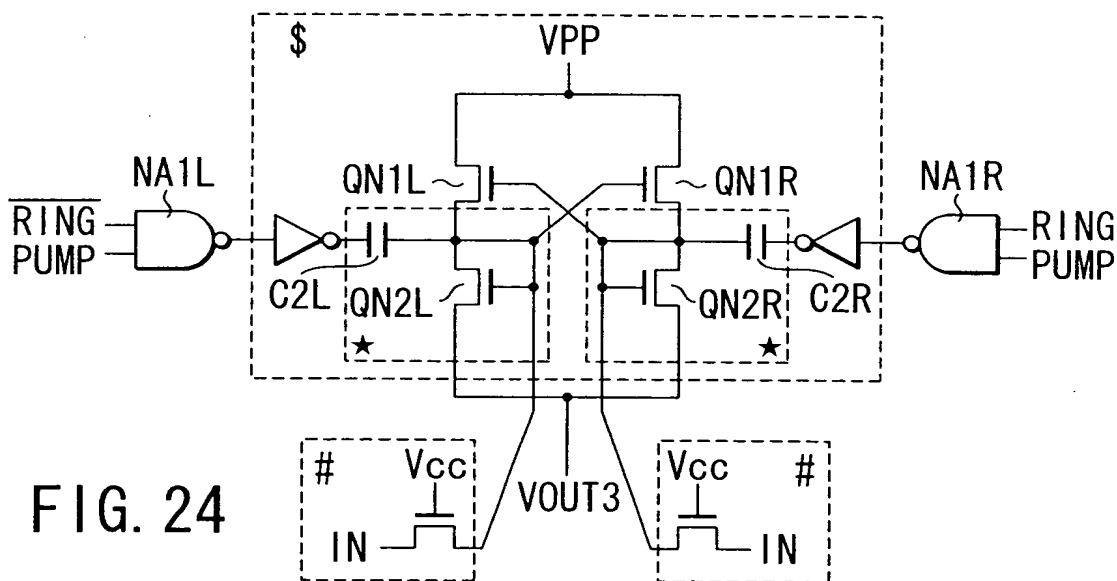 $
VPP
NA1L
QN1L
QN1R
NA1R
RING
PUMP
RING
PUMP
C2L
QN2L
QN2R
C2R
★
★
#
Vcc
Vcc
#
VOUT3
IN
IN
FIG. 24